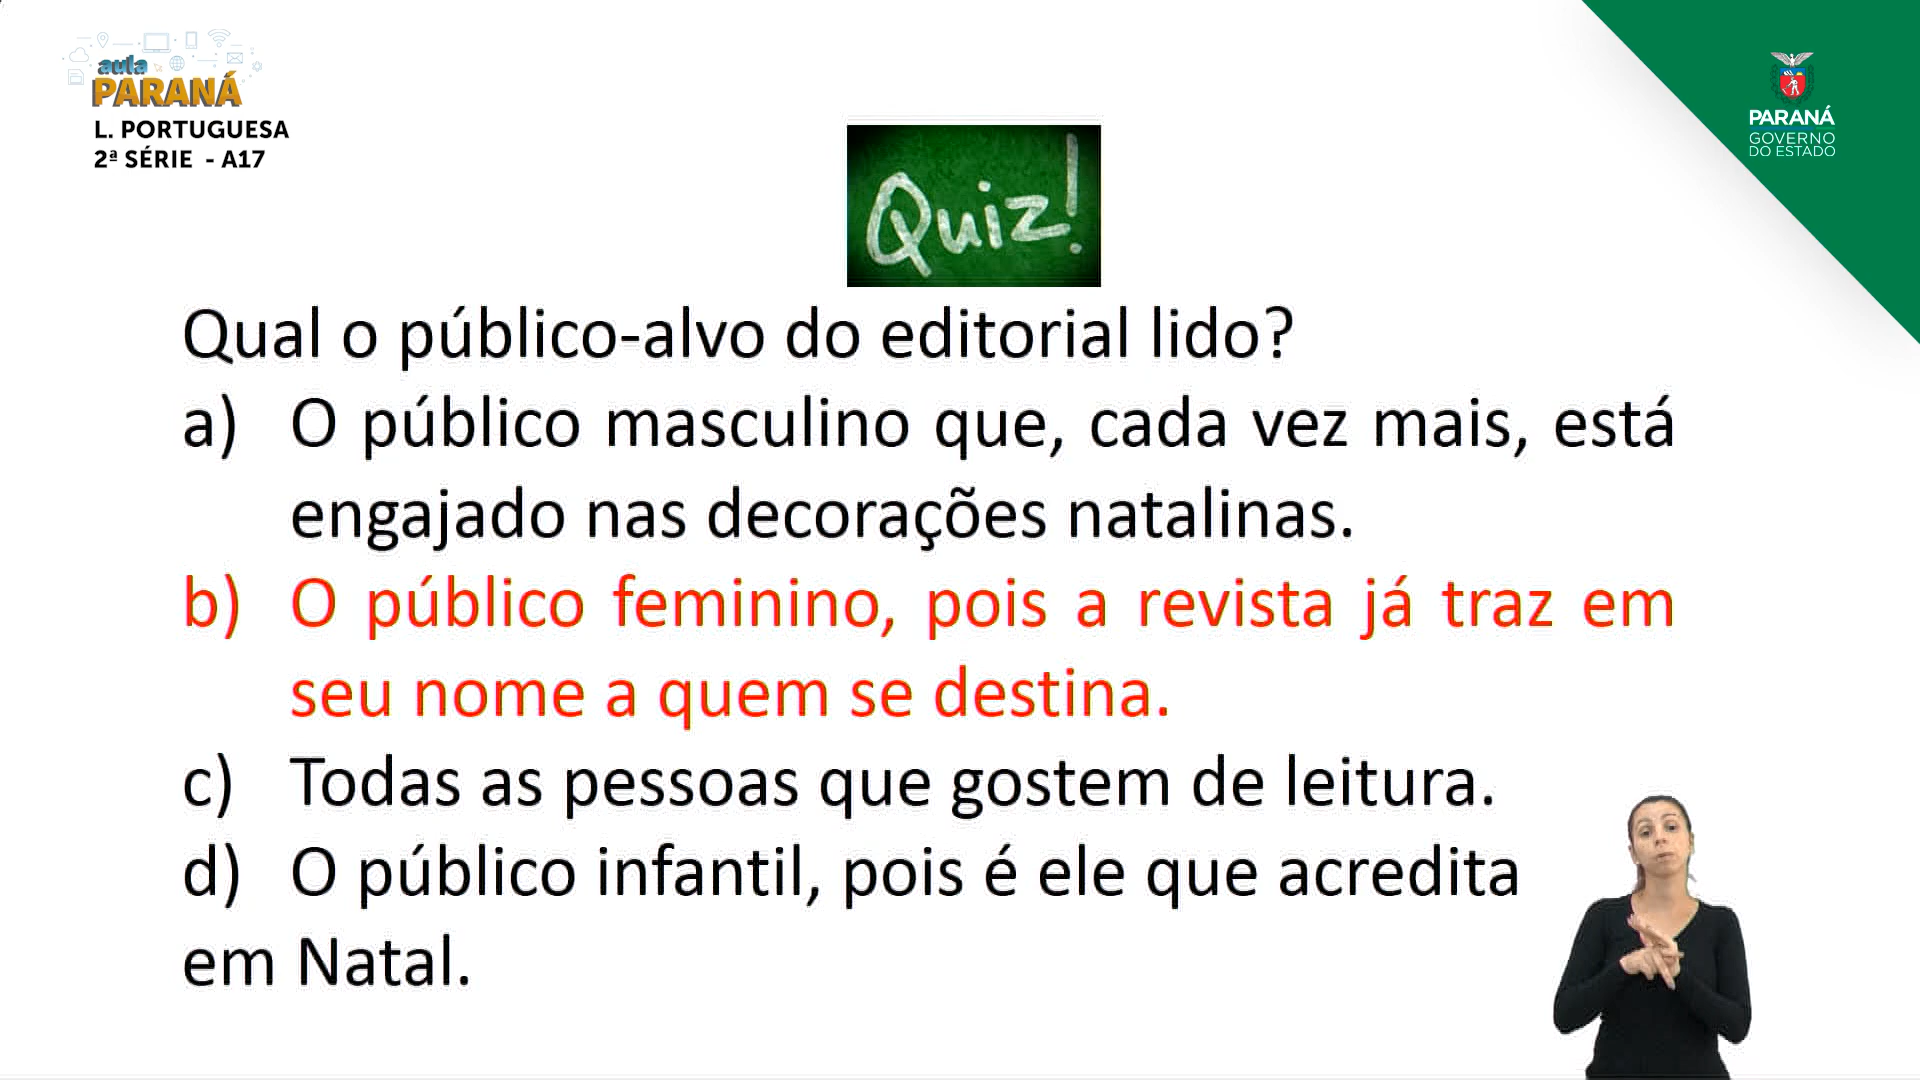 aula
PARANÁ
L. PORTUGUESA
2ª SÉRIE - A17
PARANÁ
GOVERNO
DO ESTADO
Quiz!
Qual o público-alvo do editorial lido?
a) O público masculino que, cada vez mais, está
engajado nas decorações natalinas.
b) O público feminino, pois a revista já traz em
seu nome a quem se destina.
c) Todas as pessoas que gostem de leitura.
d) O público infantil, pois é ele que acredita
em Natal.